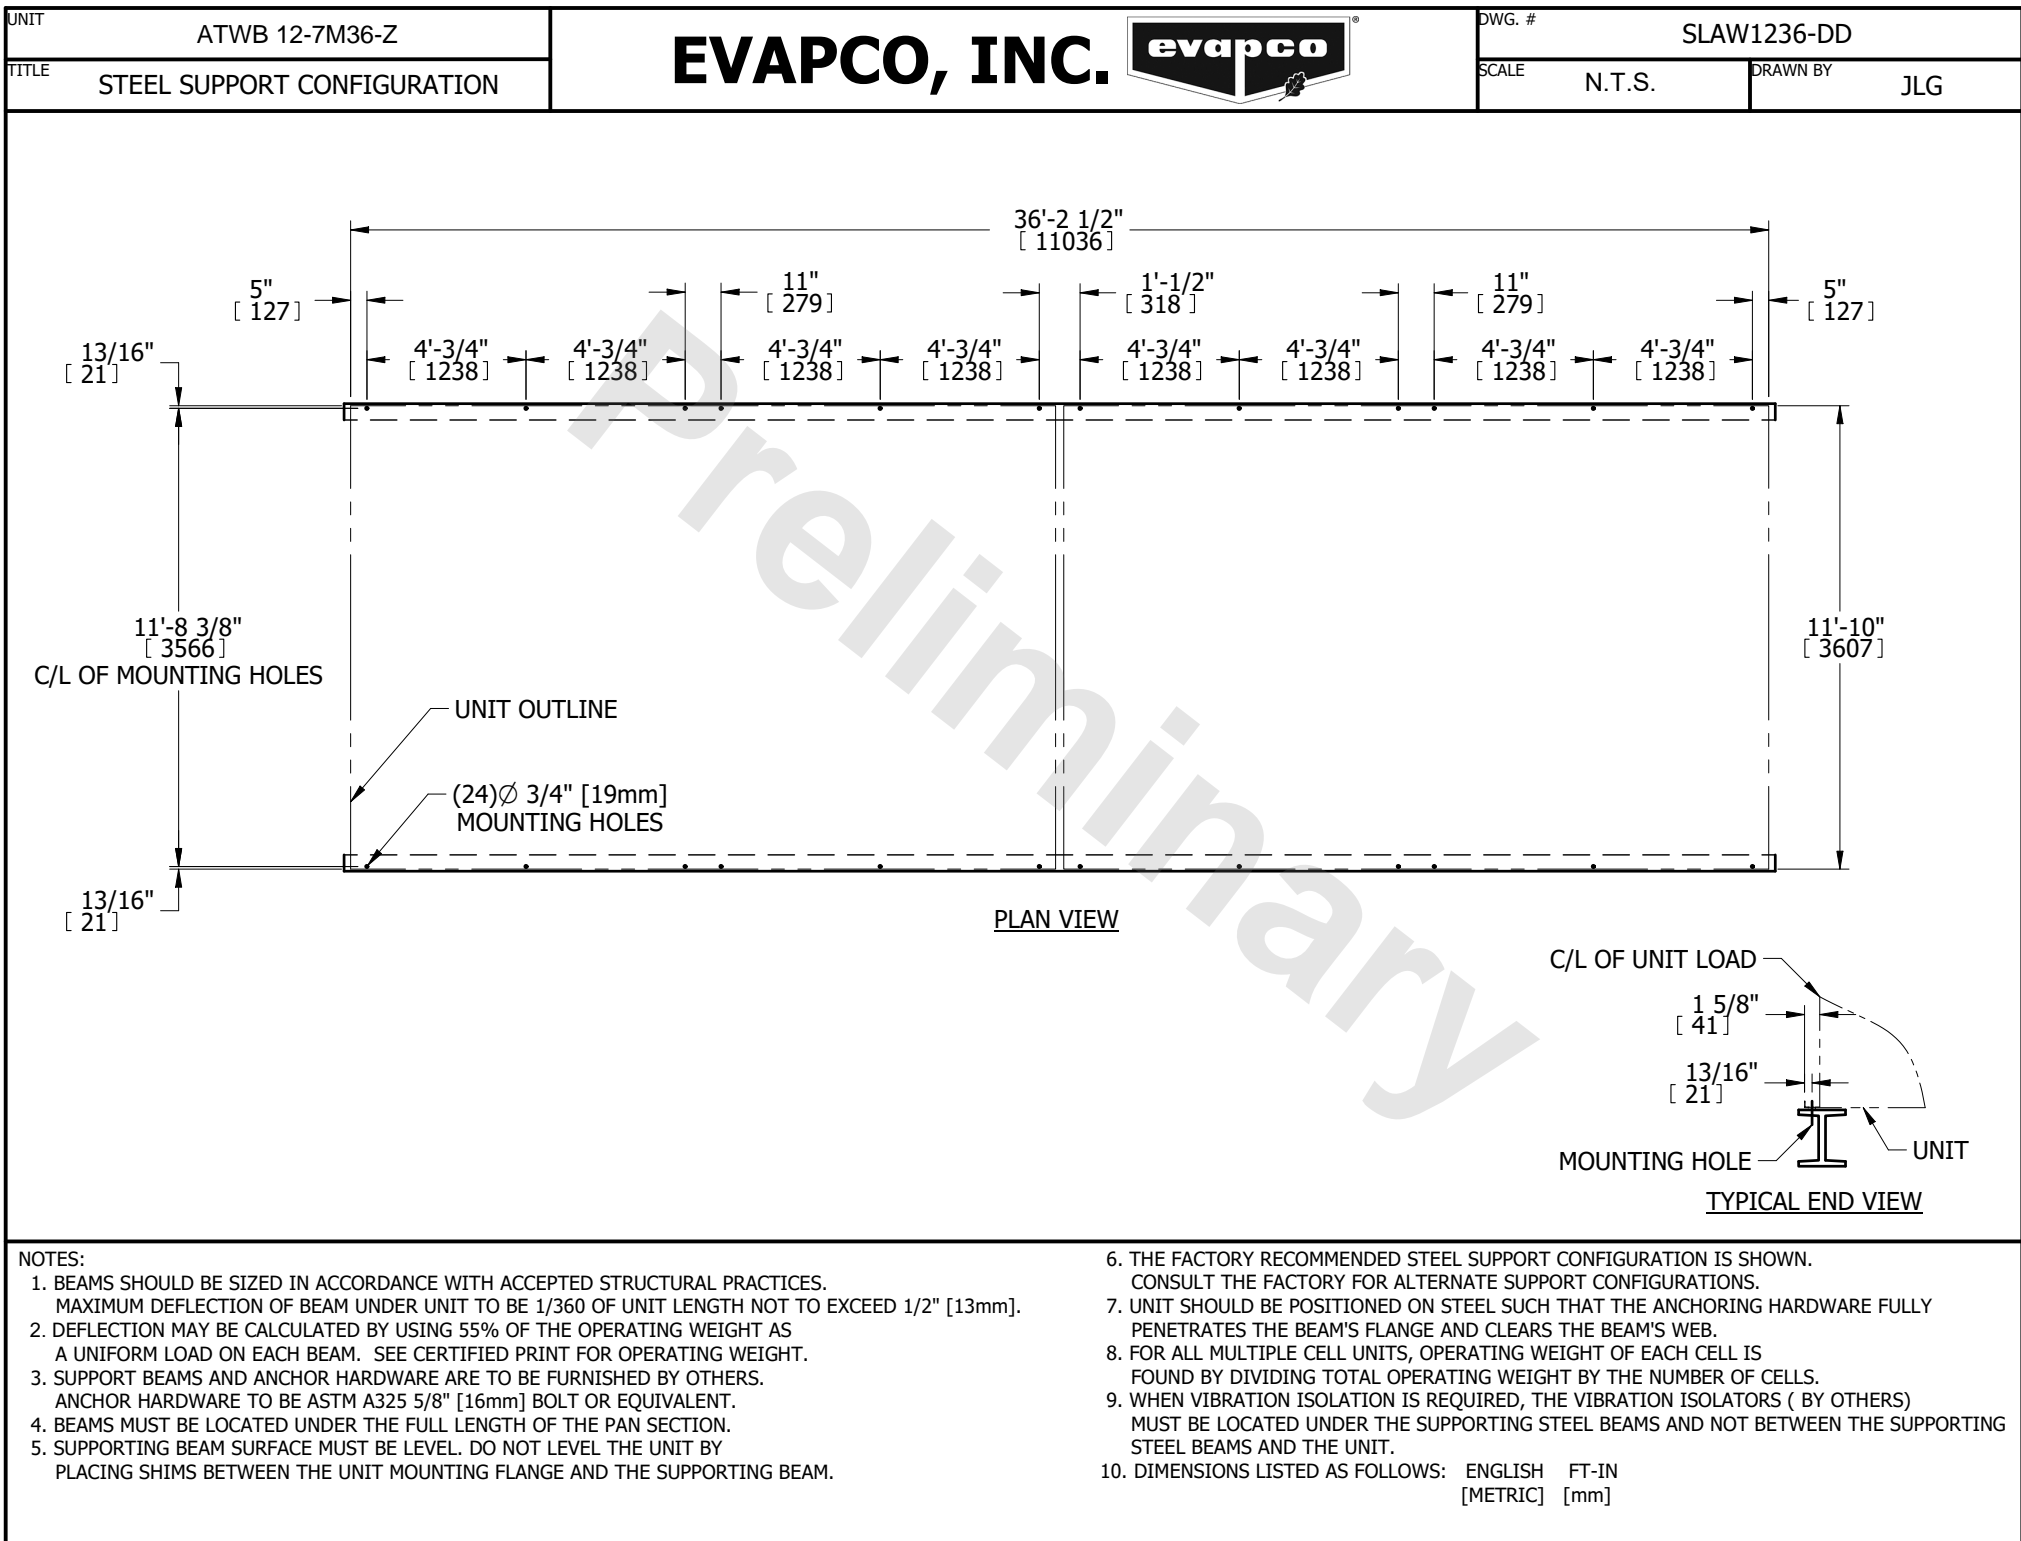 UNIT
ATWB 12-7M36-Z
TITLE
STEEL SUPPORT CONFIGURATION
EVAPCO, INC.
evapco
®
DWG. #
SLAW1236-DD
SCALE
N.T.S.
DRAWN BY
JLG
36'-2 1/2"
[ 11036]
5"
[ 127]
11"
[ 279]
1'-1/2"
[ 318 ]
11"
[ 279]
5"
[ 127]
13/16"
[ 21]
4'-3/4"
[ 1238]
4'-3/4"
[ 1238]
4'-3/4"
[ 1238]
4'-3/4"
[ 1238]
4'-3/4"
[ 1238]
4'-3/4"
[ 1238]
4'-3/4"
[ 1238]
4'-3/4"
[ 1238]
11'-8 3/8"
[ 3566]
C/L OF MOUNTING HOLES
11'-10"
[ 3607]
UNIT OUTLINE
(24)Ø 3/4" [19mm]
MOUNTING HOLES
13/16"
[ 21]
PLAN VIEW
Preliminary
C/L OF UNIT LOAD
1 5/8"
[ 41]
13/16"
[ 21]
MOUNTING HOLE
UNIT
TYPICAL END VIEW
NOTES:
1. BEAMS SHOULD BE SIZED IN ACCORDANCE WITH ACCEPTED STRUCTURAL PRACTICES.
MAXIMUM DEFLECTION OF BEAM UNDER UNIT TO BE 1/360 OF UNIT LENGTH NOT TO EXCEED 1/2" [13mm].
2. DEFLECTION MAY BE CALCULATED BY USING 55% OF THE OPERATING WEIGHT AS
A UNIFORM LOAD ON EACH BEAM. SEE CERTIFIED PRINT FOR OPERATING WEIGHT.
3. SUPPORT BEAMS AND ANCHOR HARDWARE ARE TO BE FURNISHED BY OTHERS.
ANCHOR HARDWARE TO BE ASTM A325 5/8" [16mm] BOLT OR EQUIVALENT.
4. BEAMS MUST BE LOCATED UNDER THE FULL LENGTH OF THE PAN SECTION.
5. SUPPORTING BEAM SURFACE MUST BE LEVEL. DO NOT LEVEL THE UNIT BY
PLACING SHIMS BETWEEN THE UNIT MOUNTING FLANGE AND THE SUPPORTING BEAM.
6. THE FACTORY RECOMMENDED STEEL SUPPORT CONFIGURATION IS SHOWN.
CONSULT THE FACTORY FOR ALTERNATE SUPPORT CONFIGURATIONS.
7. UNIT SHOULD BE POSITIONED ON STEEL SUCH THAT THE ANCHORING HARDWARE FULLY
PENETRATES THE BEAM'S FLANGE AND CLEARS THE BEAM'S WEB.
8. FOR ALL MULTIPLE CELL UNITS, OPERATING WEIGHT OF EACH CELL IS
FOUND BY DIVIDING TOTAL OPERATING WEIGHT BY THE NUMBER OF CELLS.
9. WHEN VIBRATION ISOLATION IS REQUIRED, THE VIBRATION ISOLATORS ( BY OTHERS)
MUST BE LOCATED UNDER THE SUPPORTING STEEL BEAMS AND NOT BETWEEN THE SUPPORTING
STEEL BEAMS AND THE UNIT.
10. DIMENSIONS LISTED AS FOLLOWS: ENGLISH FT-IN
[METRIC] [mm]